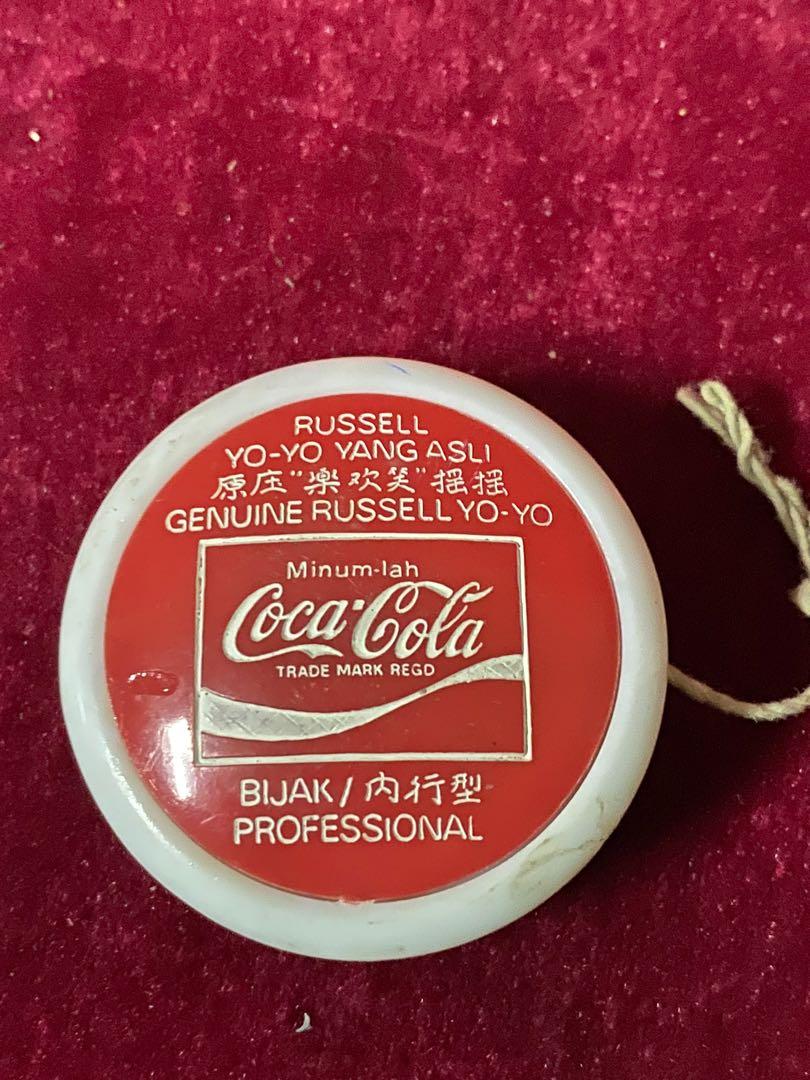 RUSSELL
YO-YO YANG ASLI
原庄"楽欢笑"摇摇
GENUINE RUSSELL YO-YO
Minum-lah
Coca-Cola
TRADE MARK REGD
BIJAK/内行型
PROFESSIONAL